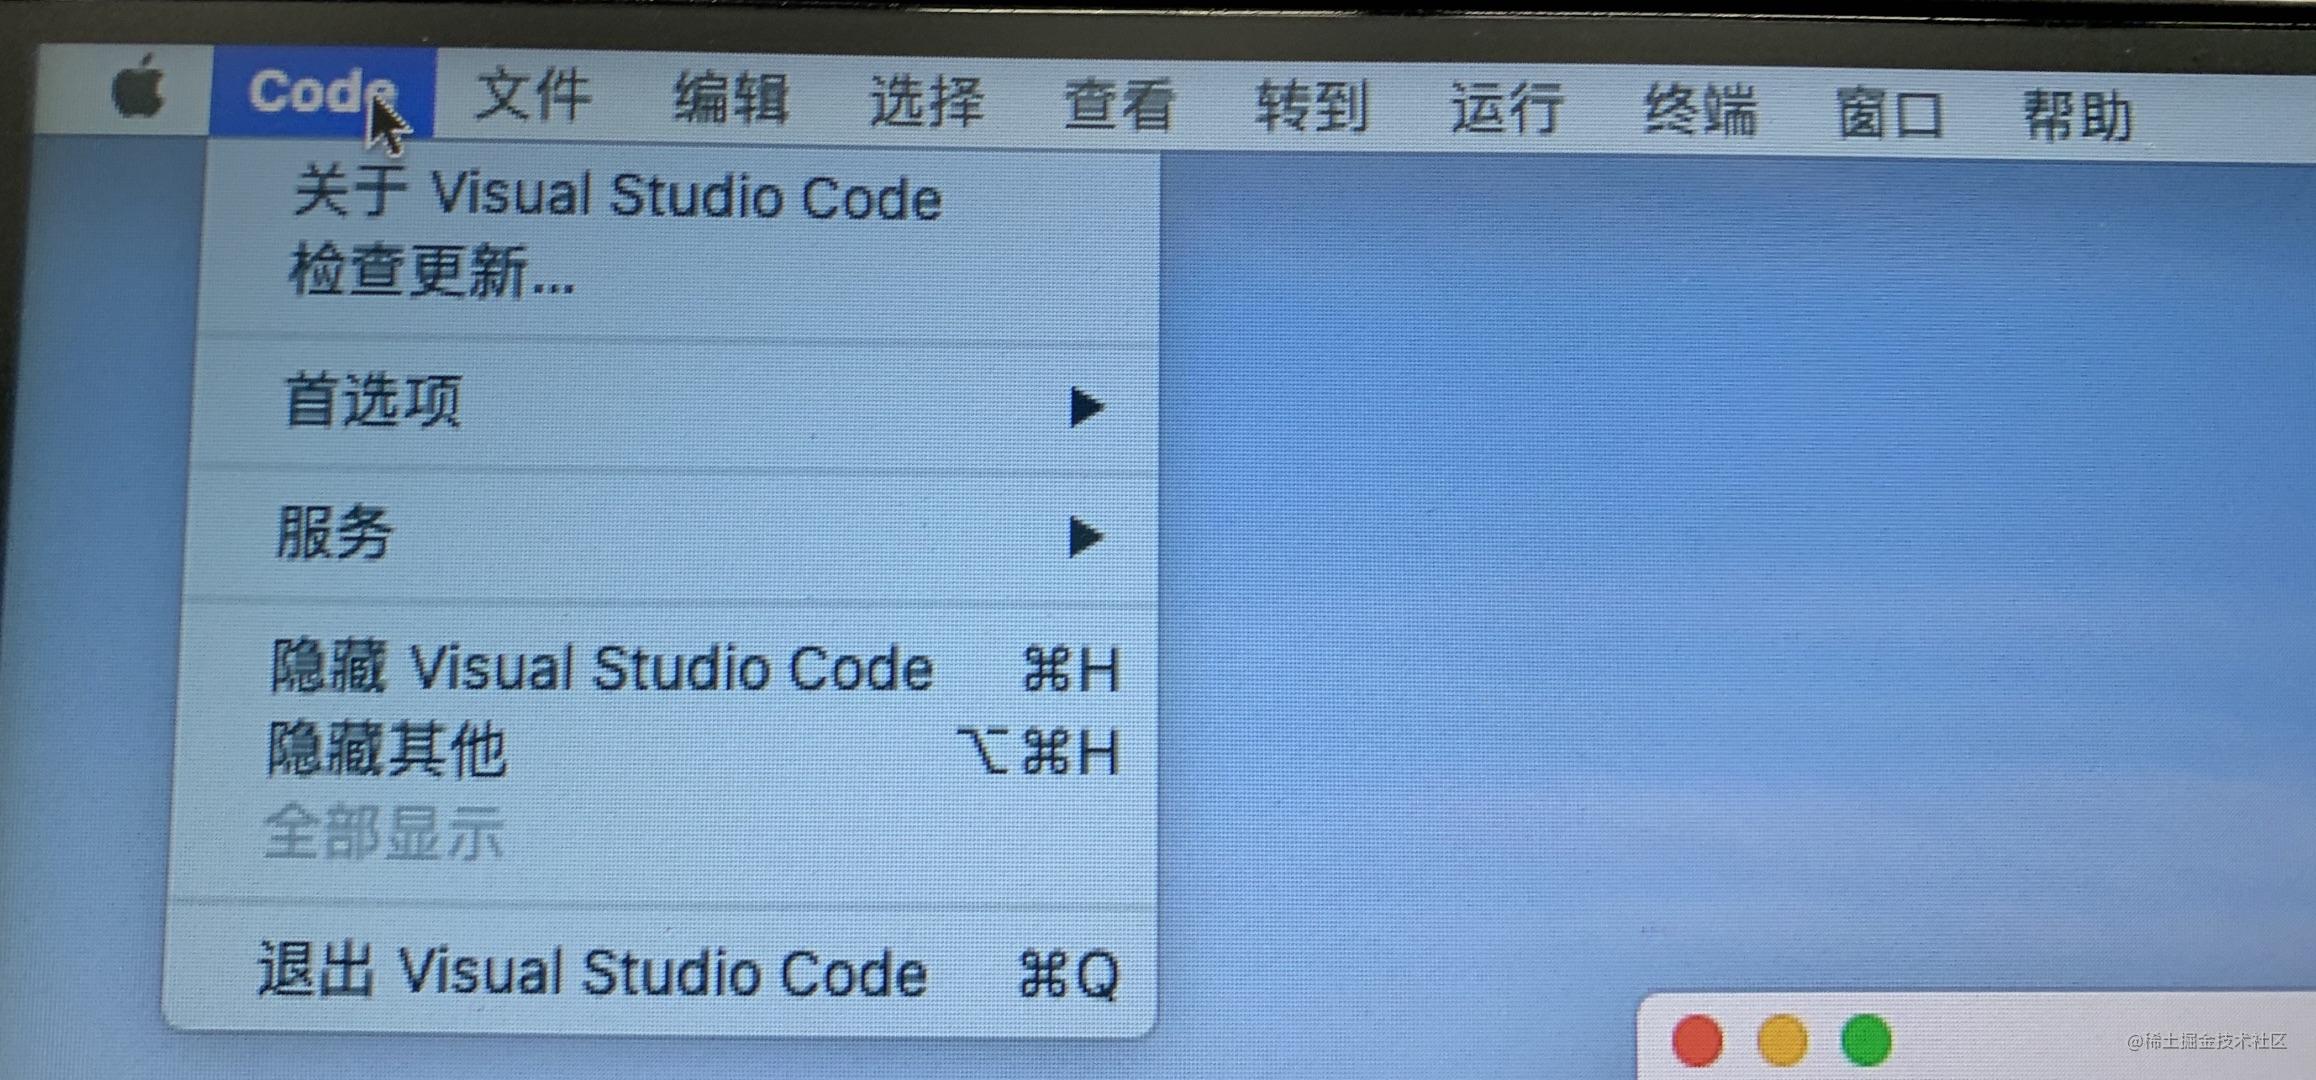 Code 文件 编辑 选择 查看 转到 运行 终端 窗口 帮助
关于 Visual Studio Code
检查更新...
首选项
服务
隐藏 Visual Studio Code ⌘H
隐藏其他 ⌥⌘H
全部显示
退出 Visual Studio Code ⌘Q
@稀土掘金技术社区